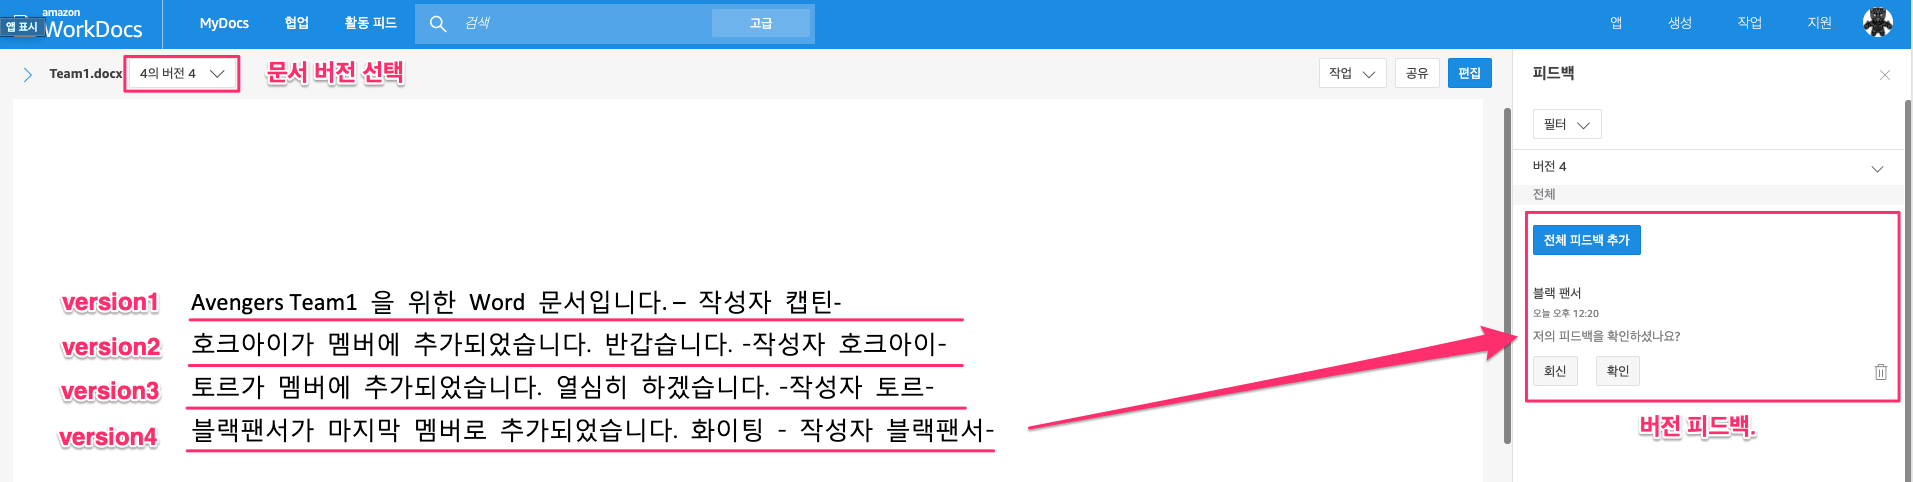 amazon
앱 표시 WorkDocs
MyDocs 협업 활동 피드 검색 고급 앱 생성 작업 지원
Team1.docx 4의 버전 4 문서 버전 선택 작업 공유 편집
피드백
필터
버전 4
전체
전체 피드백 추가
블랙 팬서
오늘 오후 12:20
저의 피드백을 확인하셨나요?
회신 확인
버전 피드백.
version1 Avengers Team1 을 위한 Word 문서입니다. – 작성자 캡틴-
version2 호크아이가 멤버에 추가되었습니다. 반갑습니다. -작성자 호크아이-
version3 토르가 멤버에 추가되었습니다. 열심히 하겠습니다. -작성자 토르-
version4 블랙팬서가 마지막 멤버로 추가되었습니다. 화이팅 - 작성자 블랙팬서-